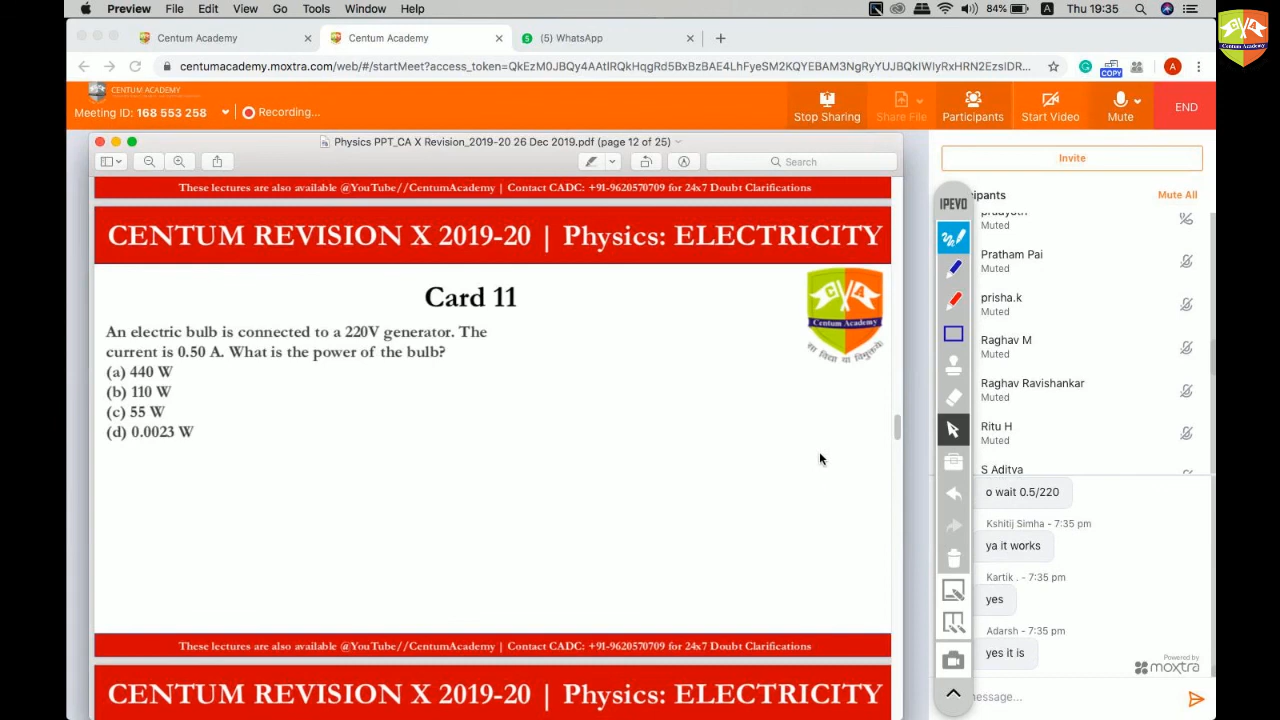 Preview File Edit View Go Tools Window Help 84% A Thu 19:35
Centum Academy × Centum Academy × (5) WhatsApp × +
centumacademy.moxtra.com/web/#/startMeet?access_token=
COPY A
CENTUM ACADEMY
Meeting ID: 168 553 258 Recording...
Stop Sharing Share File Participants Start Video Mute END
Physics PPT_CA X Revision_2019-20 26 Dec 2019.pdf (page 12 of 25)
Search
These lectures are also available @YouTube//CentumAcademy | Contact CADC: +91-9620570709 for 24x7 Doubt Clarifications
CENTUM REVISION X 2019-20 | Physics: ELECTRICITY
Card 11
C A
Centum Academy
सा विद्या या विमुक्तये
An electric bulb is connected to a 220V generator. The
current is 0.50 A. What is the power of the bulb?
(a) 440 W
(b) 110 W
(c) 55 W
(d) 0.0023 W
These lectures are also available @YouTube//CentumAcademy | Contact CADC: +91-9620570709 for 24x7 Doubt Clarifications
CENTUM REVISION X 2019-20 | Physics: ELECTRICITY
IPEVO
Invite
cipants Mute All
Muted
Pratham Pai
Muted
prisha.k
Muted
Raghav M
Muted
Raghav Ravishankar
Muted
Ritu H
Muted
S Aditya
o wait 0.5/220
Kshitij Simha - 7:35 pm
ya it works
Kartik . - 7:35 pm
yes
Adarsh - 7:35 pm
yes it is
Powered by
moxtra
nessage...
C A
Centum Academy